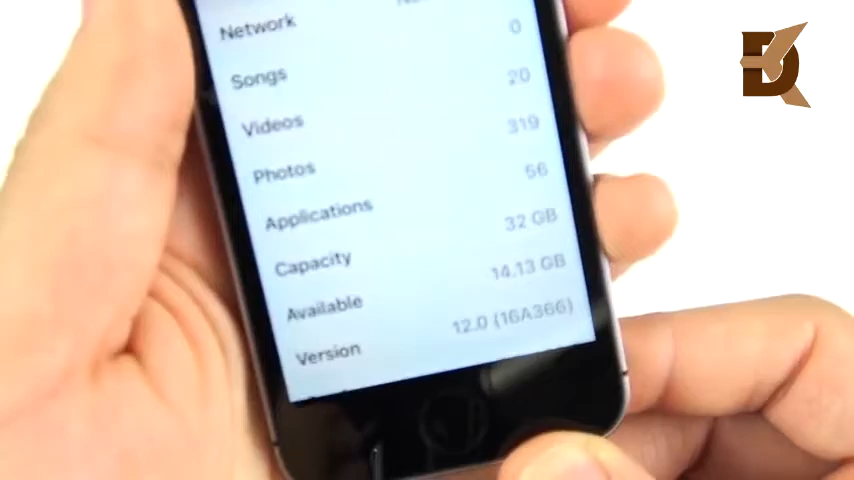 Network
Songs 0
Videos 20
Photos 319
Applications 56
Capacity 32 GB
Available 14.13 GB
Version 12.0 (16A366)